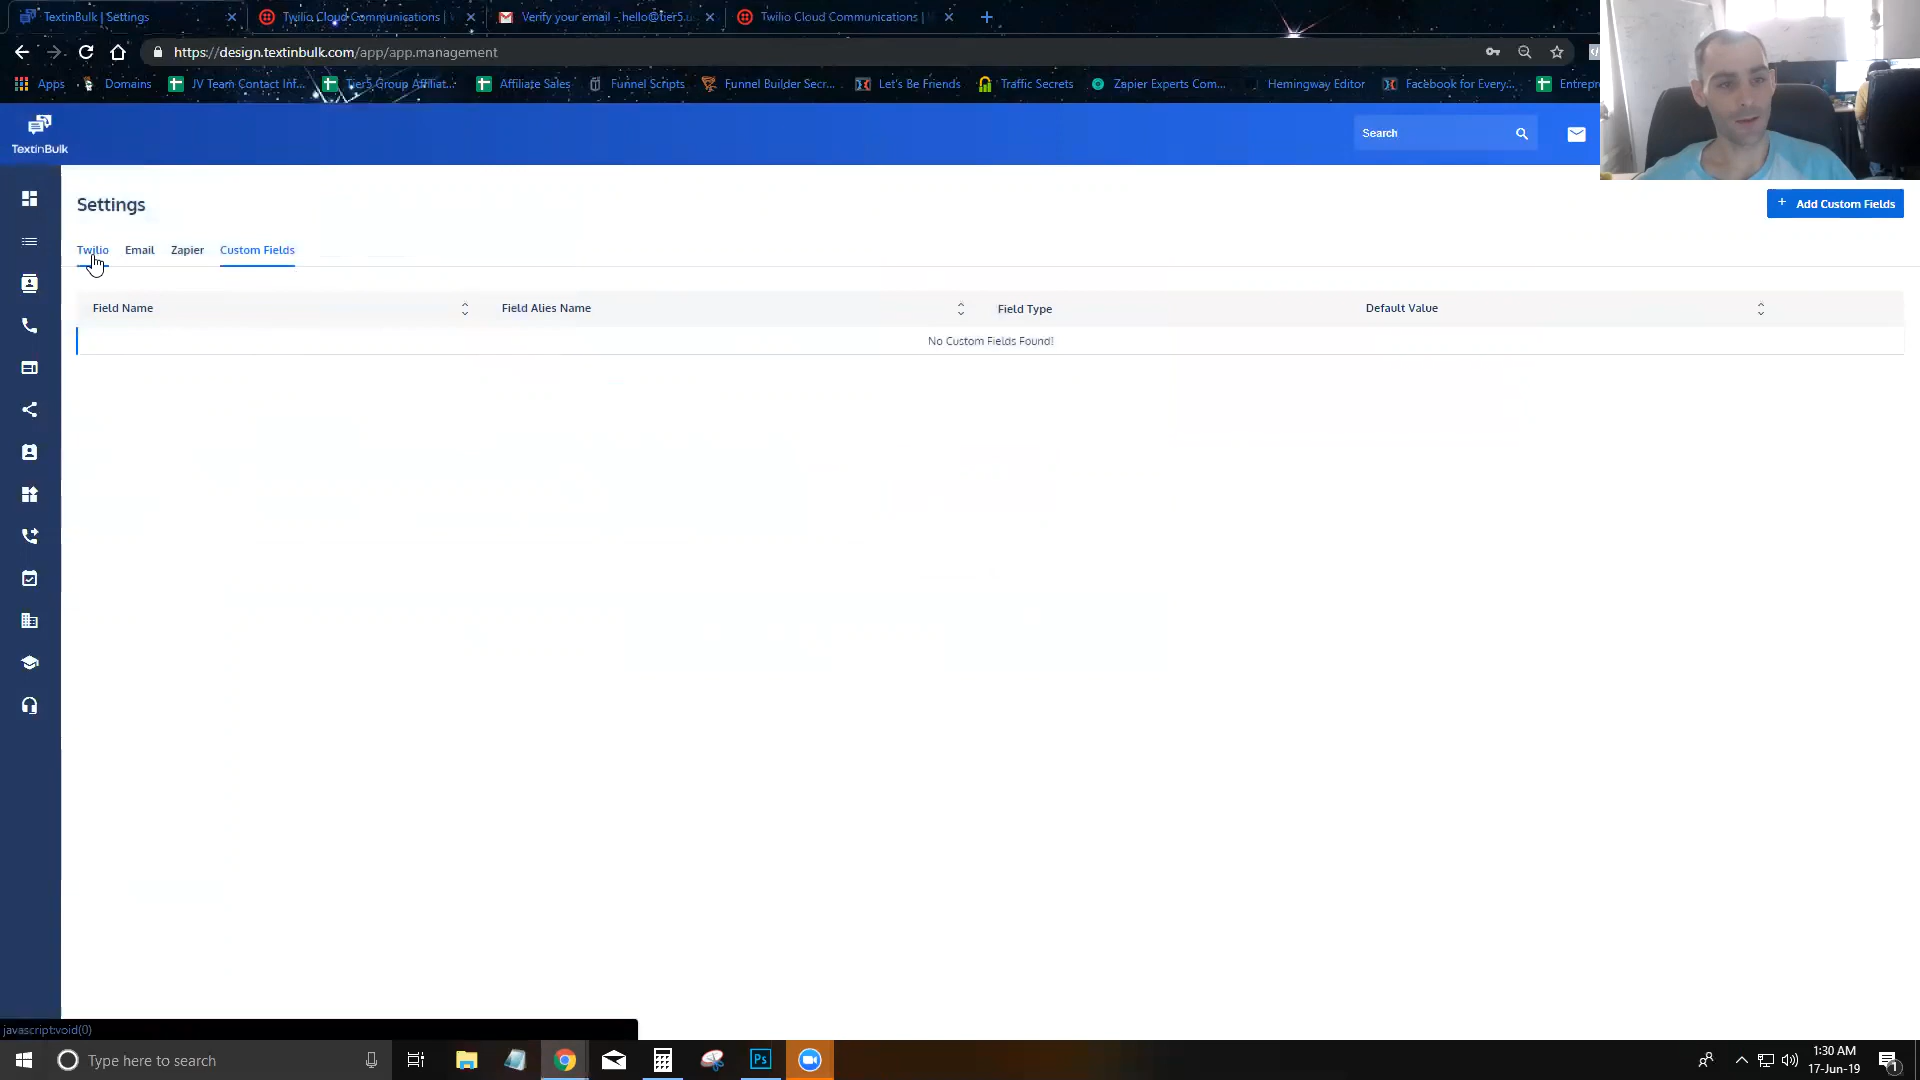 TextinBulk | Settings
Twilio Cloud Communications |
Verify your email - hello@tier5.u
Twilio Cloud Communications |
https://design.textinbulk.com/app/app.management
Apps
Domains
JV Team Contact Inf...
Tier5 Group Affiliat...
Affiliate Sales
Funnel Scripts
Funnel Builder Secr...
Let's Be Friends
Traffic Secrets
Zapier Experts Com...
Hemingway Editor
Facebook for Every...
Entrepr
TextinBulk
Search
Settings
+ Add Custom Fields
Twilio Email Zapier Custom Fields
Field Name Field Alies Name Field Type Default Value
No Custom Fields Found!
javascript:void(0)
Type here to search
Ps
1:30 AM
17-Jun-19
1